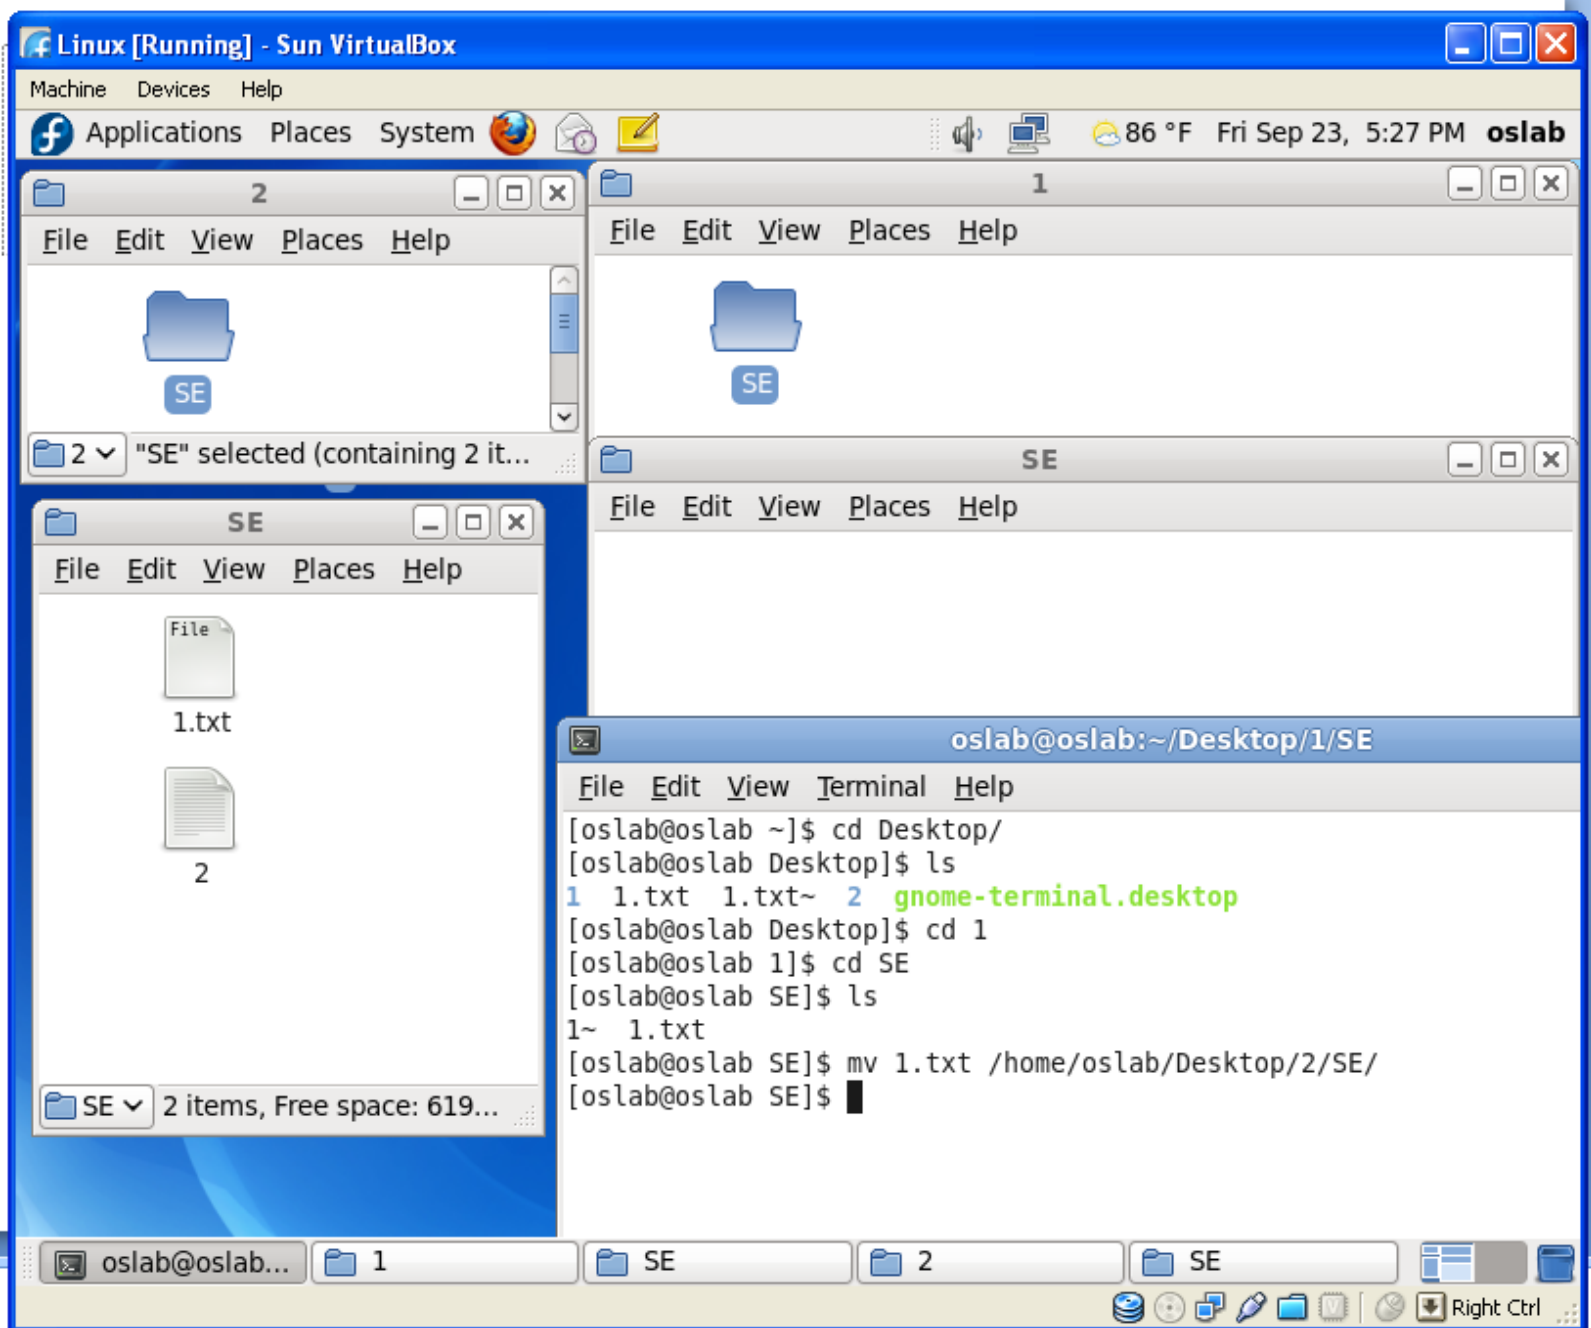 Linux [Running] - Sun VirtualBox
Machine Devices Help
Applications Places System 86 °F Fri Sep 23, 5:27 PM oslab
2
File Edit View Places Help
SE
2 "SE" selected (containing 2 it...
1
File Edit View Places Help
SE
SE
File Edit View Places Help
SE
File Edit View Places Help
File
1.txt
2
SE 2 items, Free space: 619...
oslab@oslab:~/Desktop/1/SE
File Edit View Terminal Help
[oslab@oslab ~]$ cd Desktop/
[oslab@oslab Desktop]$ ls
1 1.txt 1.txt~ 2 gnome-terminal.desktop
[oslab@oslab Desktop]$ cd 1
[oslab@oslab 1]$ cd SE
[oslab@oslab SE]$ ls
1~ 1.txt
[oslab@oslab SE]$ mv 1.txt /home/oslab/Desktop/2/SE/
[oslab@oslab SE]$
oslab@oslab... 1 SE 2 SE
Right Ctrl